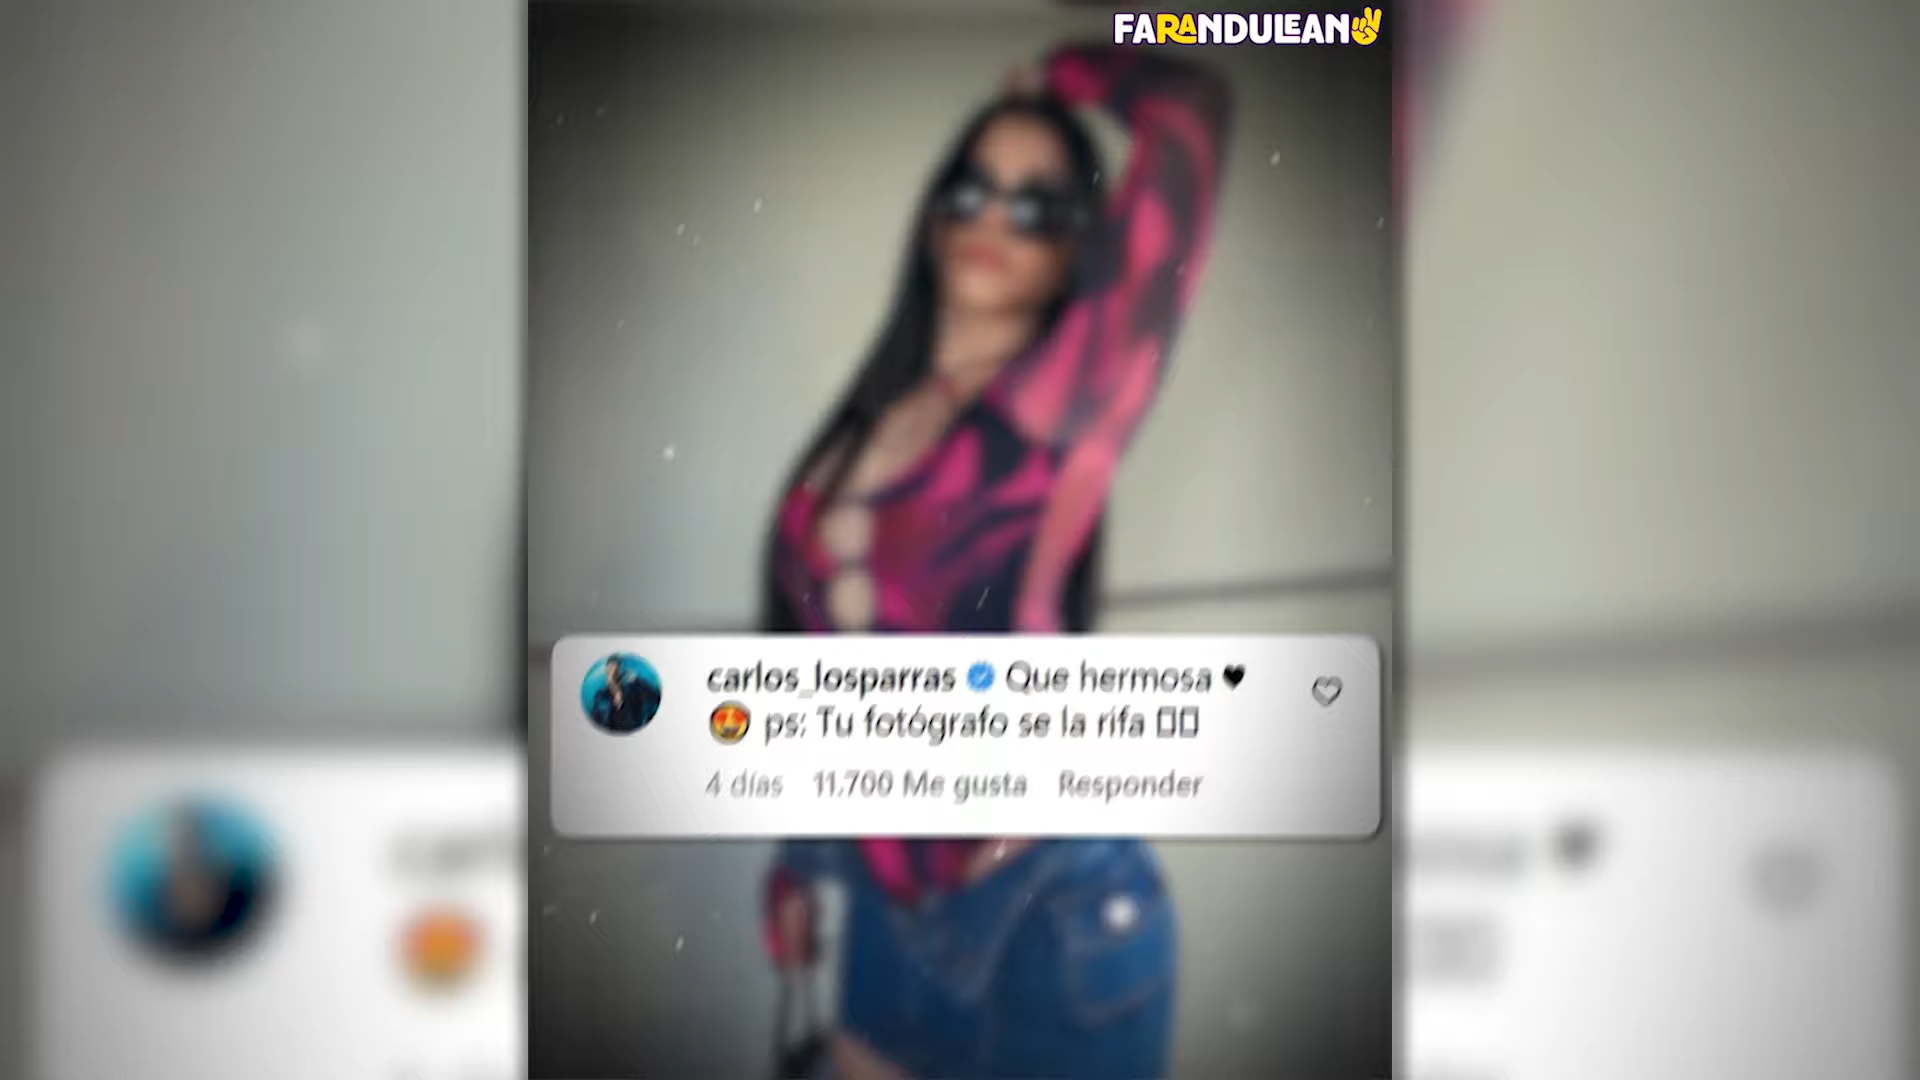 FARANDULEAN
carlos_losparras Que hermosa 🖤
🤩 ps: Tu fotógrafo se la rifa
4 días 11.700 Me gusta Responder